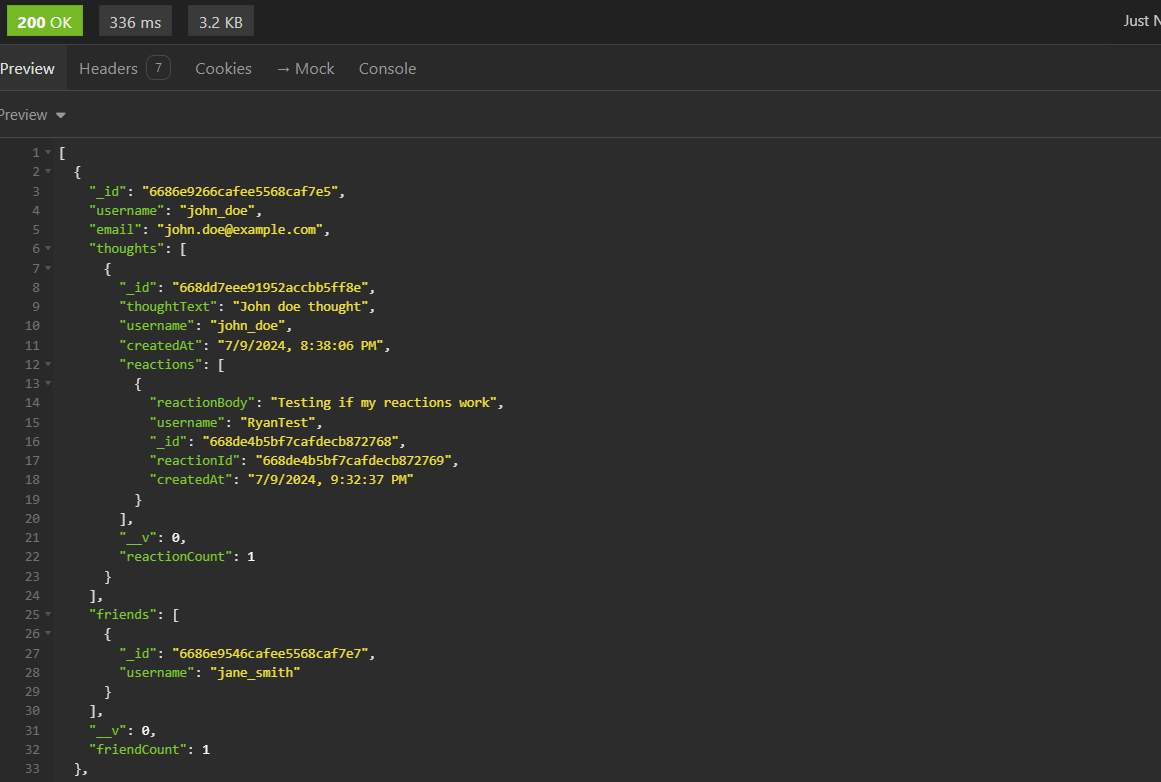 200 OK 336 ms 3.2 KB Just N
Preview Headers 7 Cookies → Mock Console
Preview
1 [
2 {
3 "_id": "6686e9266cafee5568caf7e5",
4 "username": "john_doe",
5 "email": "john.doe@example.com",
6 "thoughts": [
7 {
8 "_id": "668dd7eee91952accbb5ff8e",
9 "thoughtText": "John doe thought",
10 "username": "john_doe",
11 "createdAt": "7/9/2024, 8:38:06 PM",
12 "reactions": [
13 {
14 "reactionBody": "Testing if my reactions work",
15 "username": "RyanTest",
16 "_id": "668de4b5bf7cafdecb872768",
17 "reactionId": "668de4b5bf7cafdecb872769",
18 "createdAt": "7/9/2024, 9:32:37 PM"
19 }
20 ],
21 "__v": 0,
22 "reactionCount": 1
23 }
24 ],
25 "friends": [
26 {
27 "_id": "6686e9546cafee5568caf7e7",
28 "username": "jane_smith"
29 }
30 ],
31 "__v": 0,
32 "friendCount": 1
33 },